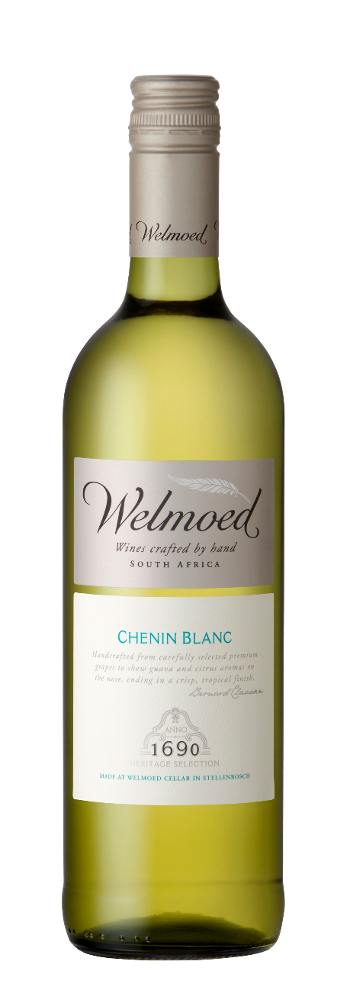 Welmoed
Welmoed
Wines crafted by hand
SOUTH AFRICA
CHENIN BLANC
Handcrafted from carefully selected premium
grapes to show guava and citrus aromas on
the nose, ending in a crisp, tropical finish.
Bernard Claassen
ANNO
1690
HERITAGE SELECTION
MADE AT WELMOED CELLAR IN STELLENBOSCH